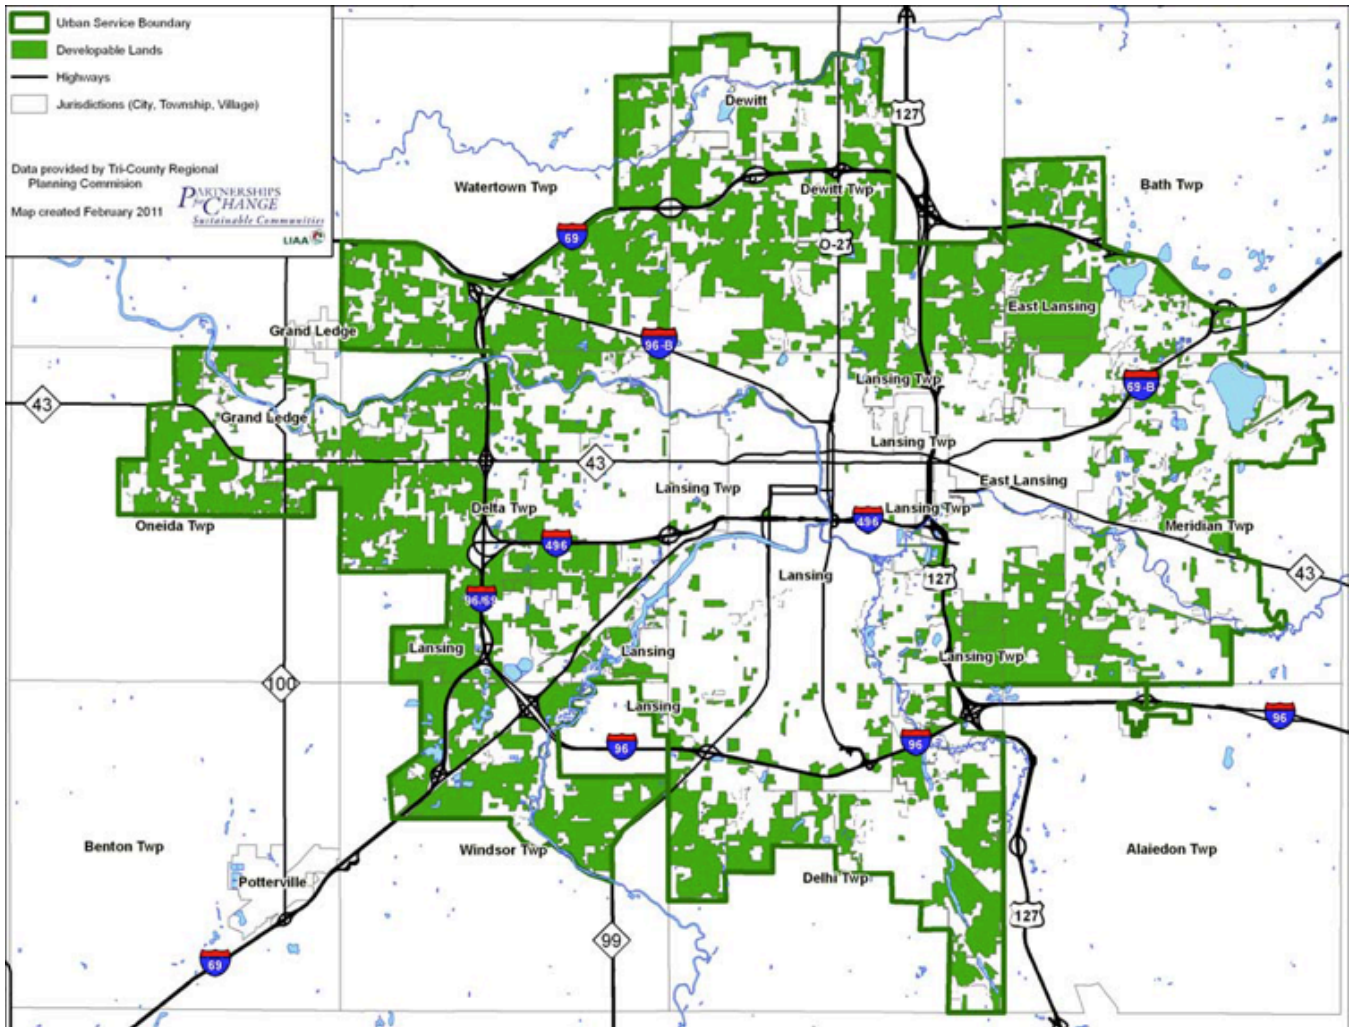 Urban Service Boundary
Developable Lands
Highways
Jurisdictions (City, Township, Village)
Data provided by Tri-County Regional
Planning Commision
Map created February 2011
PARTNERSHIPS
for CHANGE
Sustainable Communities
LIAA
Dewitt
127
Watertown Twp
Dewitt Twp
Bath Twp
69
O-27
East Lansing
Grand Ledge
96-B
Lansing Twp
69-B
43
Grand Ledge
Lansing Twp
43
East Lansing
Lansing Twp
Delta Twp
Lansing Twp
Oneida Twp
496
Meridian Twp
496
Lansing
127
43
96/69
Lansing
Lansing
Lansing Twp
100
Lansing
96
96
96
Benton Twp
Windsor Twp
Alaiedon Twp
Potterville
Delhi Twp
127
99
69